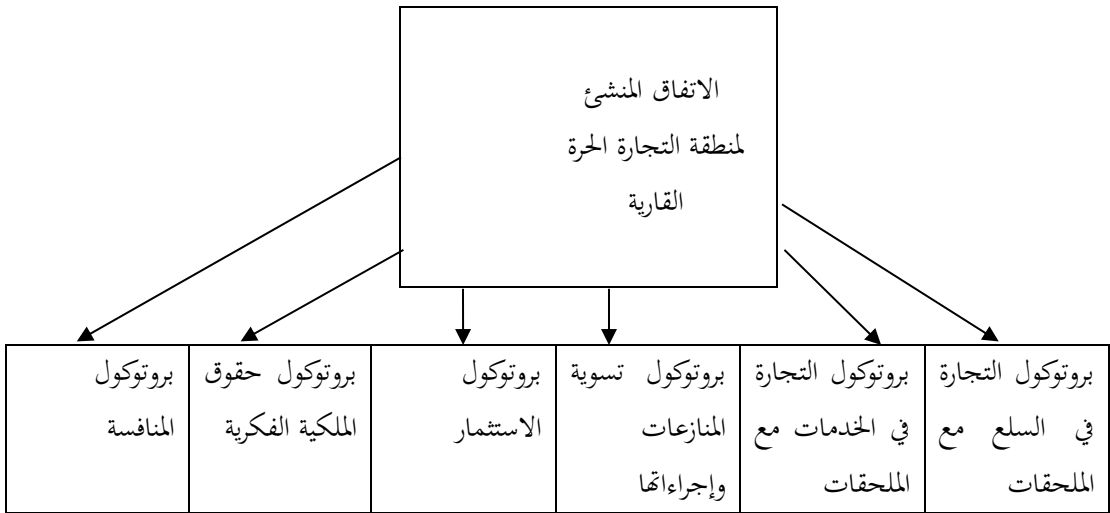 الاتفاق المنشئ
لمنطقة التجارة الحرة
القارية
بروتوكول التجارة
في السلع مع
الملحقات
بروتوكول التجارة
في الخدمات مع
الملحقات
بروتوكول تسوية
المنازعات
وإجراءاتها
بروتوكول
الاستثمار
بروتوكول حقوق
الملكية الفكرية
بروتوكول
المنافسة